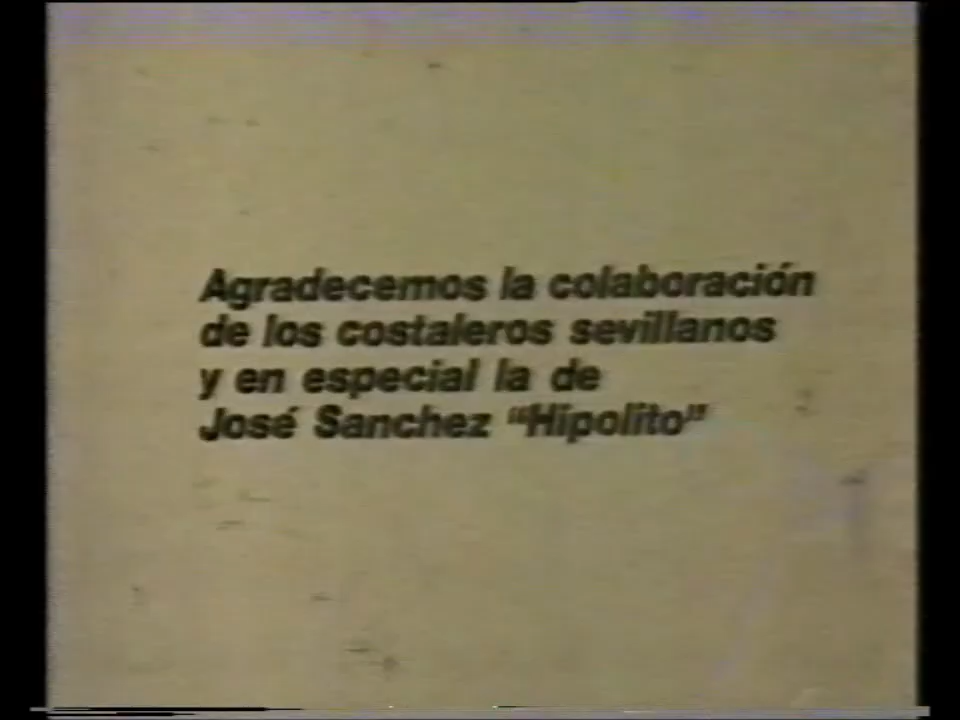 Agradecemos la colaboración
de los costaleros sevillanos
y en especial la de
José Sanchez "Hipolito"